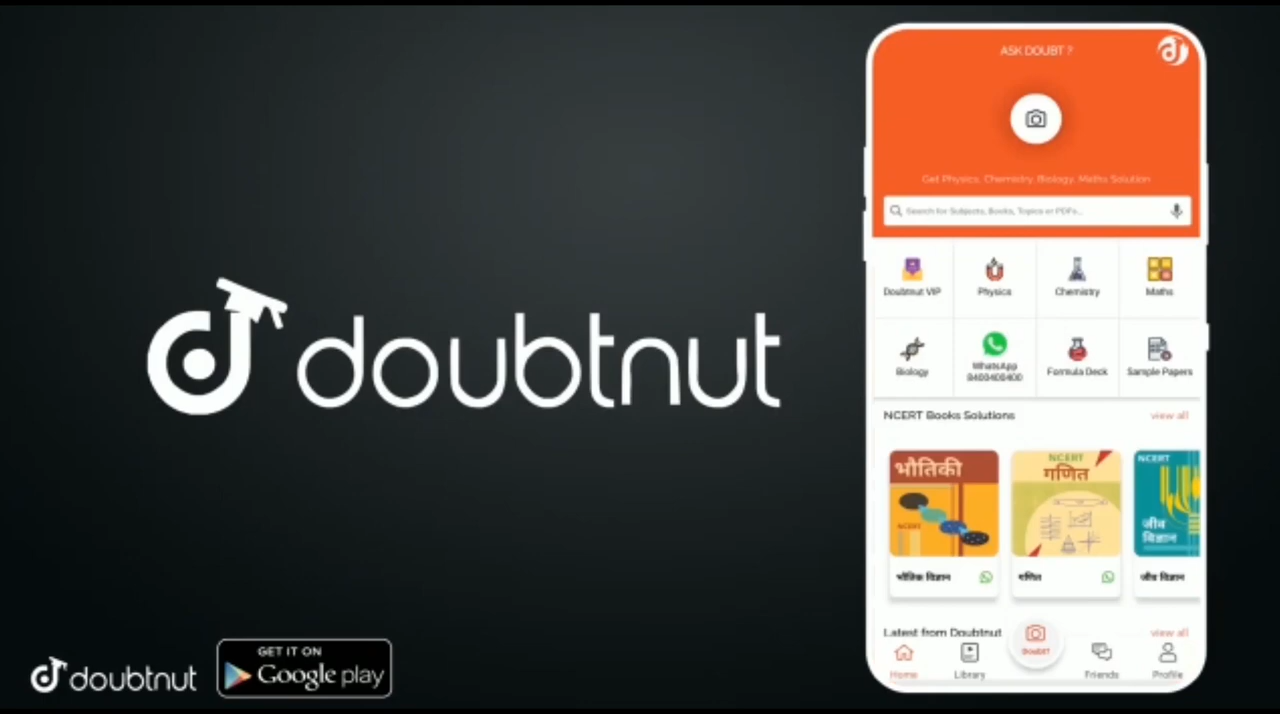 doubtnut
doubtnut
GET IT ON
Google play
ASK DOUBT ?
Get Physics, Chemistry, Biology, Maths Solution
Search for Subjects, Books, Topics or PDFs...
Doubtnut VIP
Physics
Chemistry
Maths
Biology
WhatsApp
8400400400
Formula Deck
Sample Papers
NCERT Books Solutions
view all
भौतिकी
NCERT
भौतिक विज्ञान
NCERT
गणित
गणित
NCERT
जीव
विज्ञान
जीव विज्ञान
Latest from Doubtnut
view all
Home
Library
DOUBT?
Friends
Profile